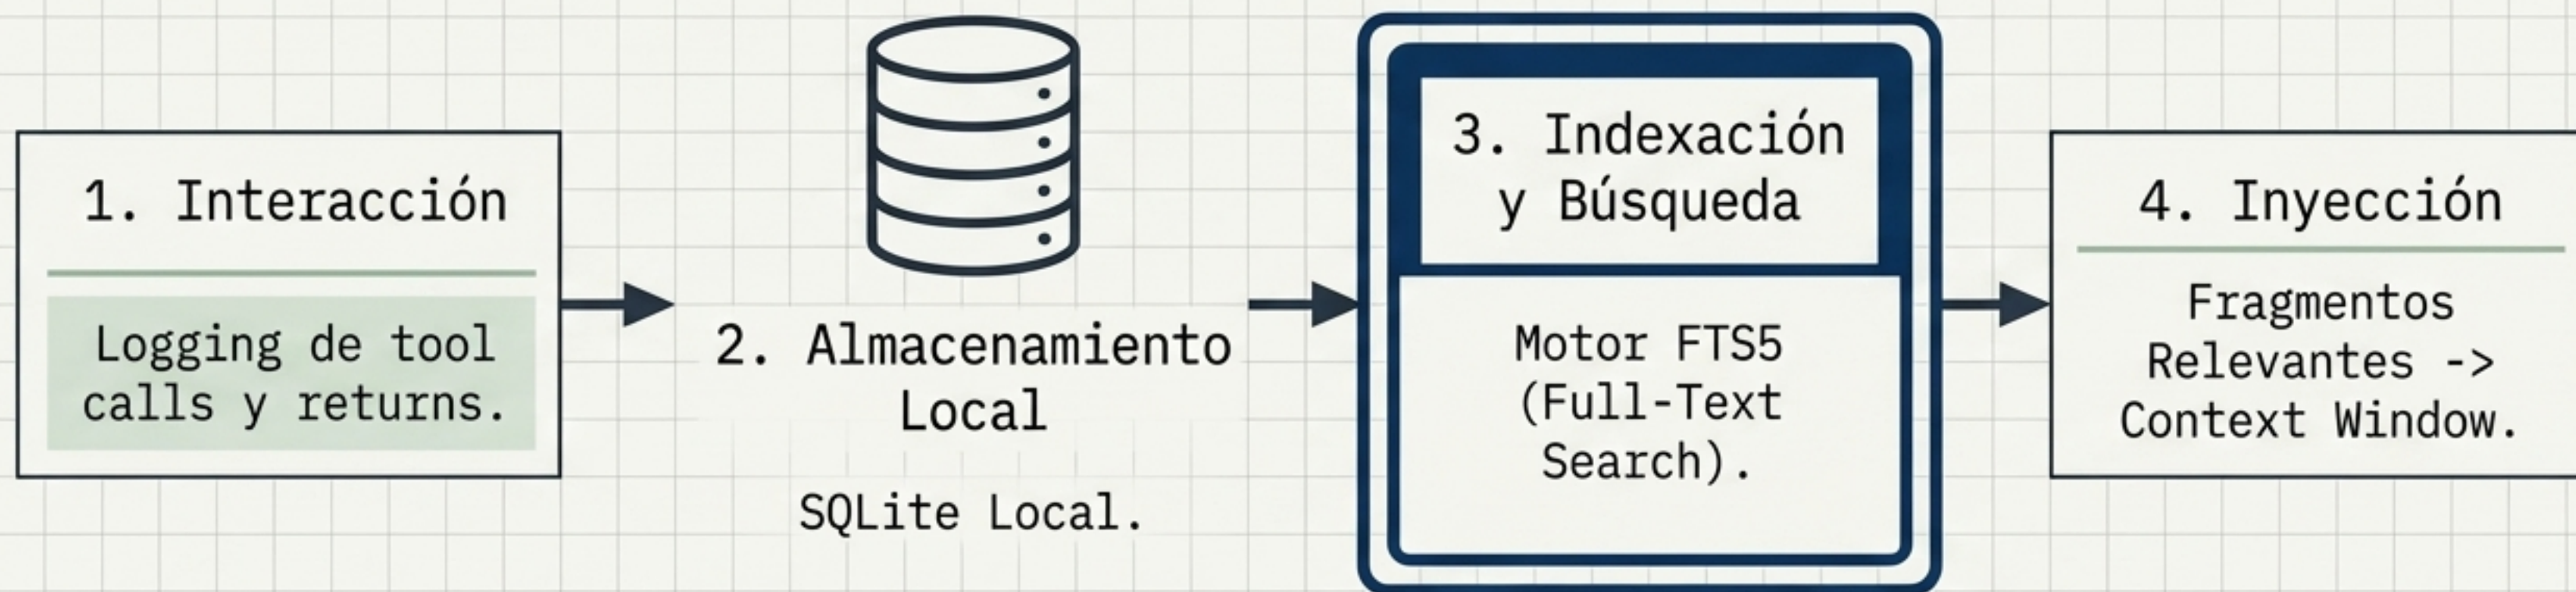 1. Interacción
Logging de tool
calls y returns.
2. Almacenamiento
Local
SQLite Local.
3. Indexación
y Búsqueda
Motor FTS5
(Full-Text
Search).
4. Inyección
Fragmentos
Relevantes ->
Context Window.